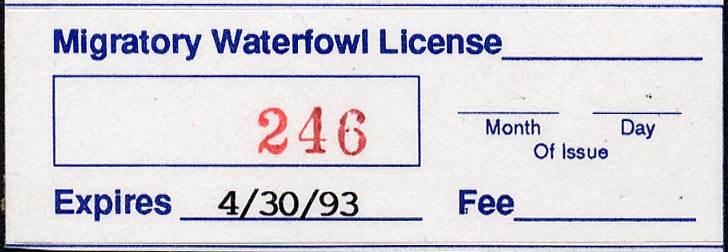 Migratory Waterfowl License
246
Month Day
Of Issue
Expires 4/30/93 Fee